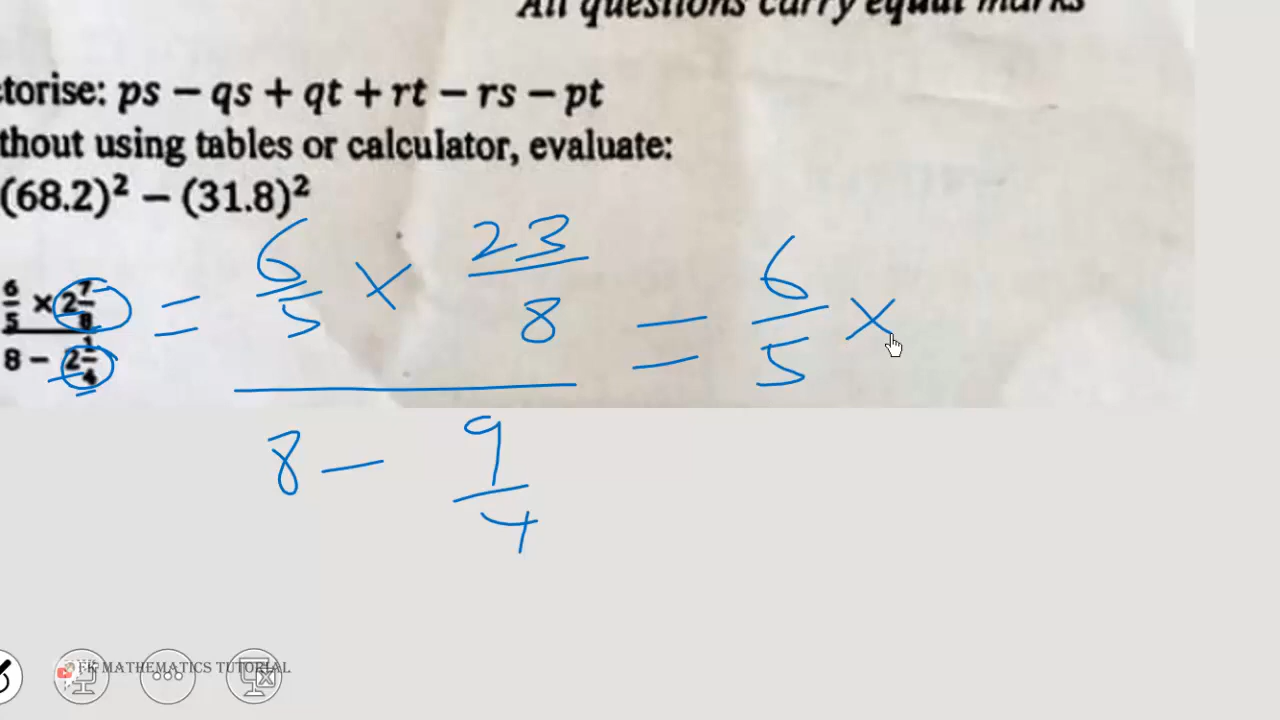 All questions carry equal marks
ctorise: ps − qs + qt + rt − rs − pt
thout using tables or calculator, evaluate:
(68.2)² − (31.8)²
6/5 × 2 7/8 = 6/5 × 23/8 = 6/5 ×
8 − 2 1/4 8 − 9/4
FK MATHEMATICS TUTORIAL